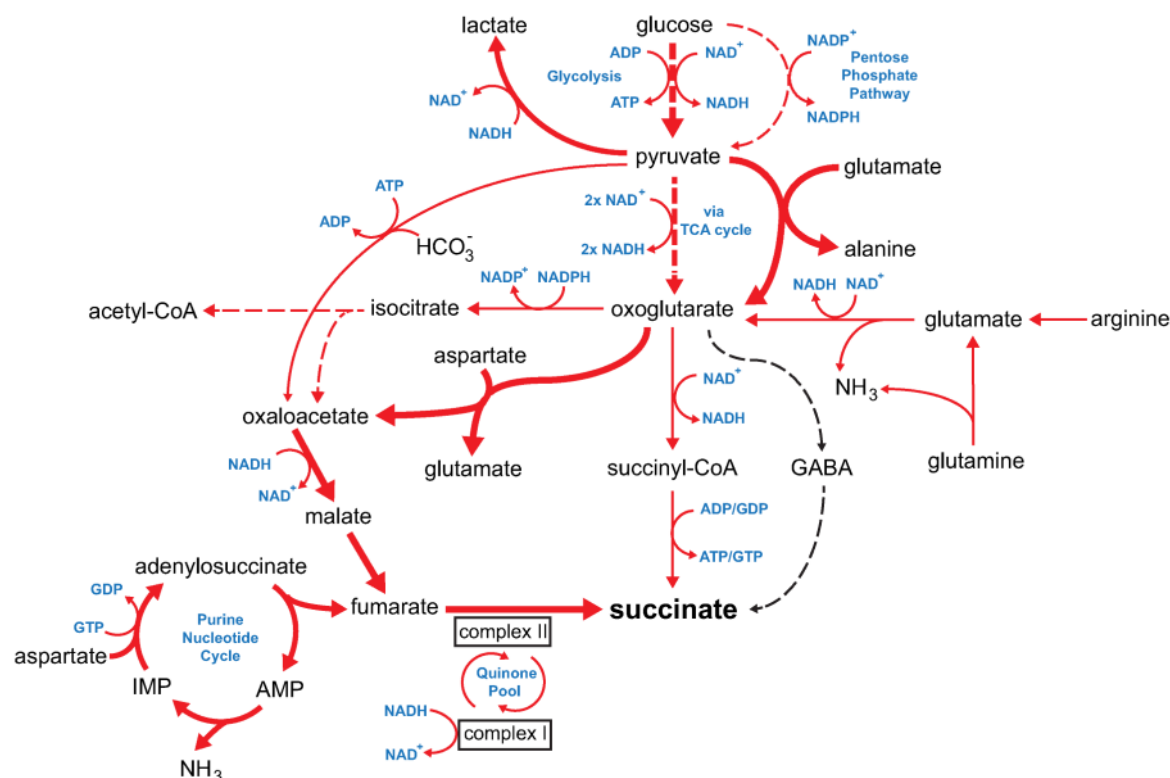 lactate
glucose
NADP+
ADP
NAD+
Pentose
Phosphate
Pathway
Glycolysis
NAD+
ATP
NADH
NADPH
NADH
pyruvate
glutamate
ATP
2x NAD+
via
TCA cycle
ADP
HCO3-
2x NADH
alanine
NADP+
NADPH
NADH
NAD+
acetyl-CoA
isocitrate
oxoglutarate
glutamate
arginine
aspartate
NAD+
NH3
oxaloacetate
NADH
NADH
glutamate
succinyl-CoA
GABA
glutamine
NAD+
malate
ADP/GDP
ATP/GTP
adenylosuccinate
GDP
fumarate
succinate
GTP
Purine
Nucleotide
Cycle
complex II
aspartate
IMP
AMP
Quinone
Pool
NADH
complex I
NAD+
NH3